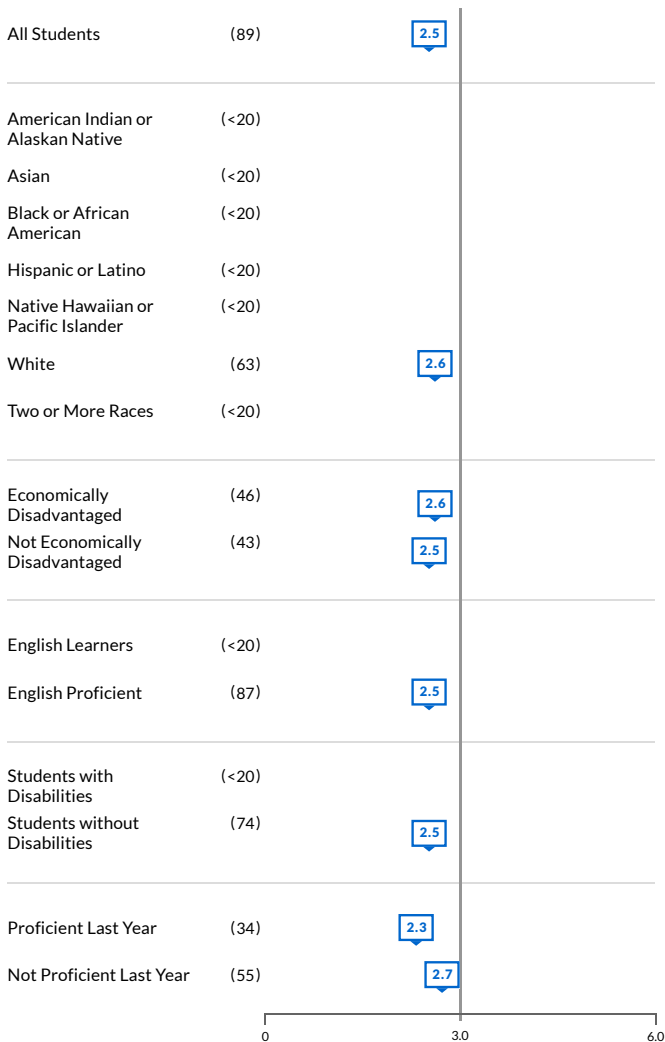 All Students (89) 2.5
American Indian or (<20)
Alaskan Native
Asian (<20)
Black or African (<20)
American
Hispanic or Latino (<20)
Native Hawaiian or (<20)
Pacific Islander
White (63) 2.6
Two or More Races (<20)
Economically (46) 2.6
Disadvantaged
Not Economically (43) 2.5
Disadvantaged
English Learners (<20)
English Proficient (87) 2.5
Students with (<20)
Disabilities
Students without (74) 2.5
Disabilities
Proficient Last Year (34) 2.3
Not Proficient Last Year (55) 2.7
0 3.0 6.0